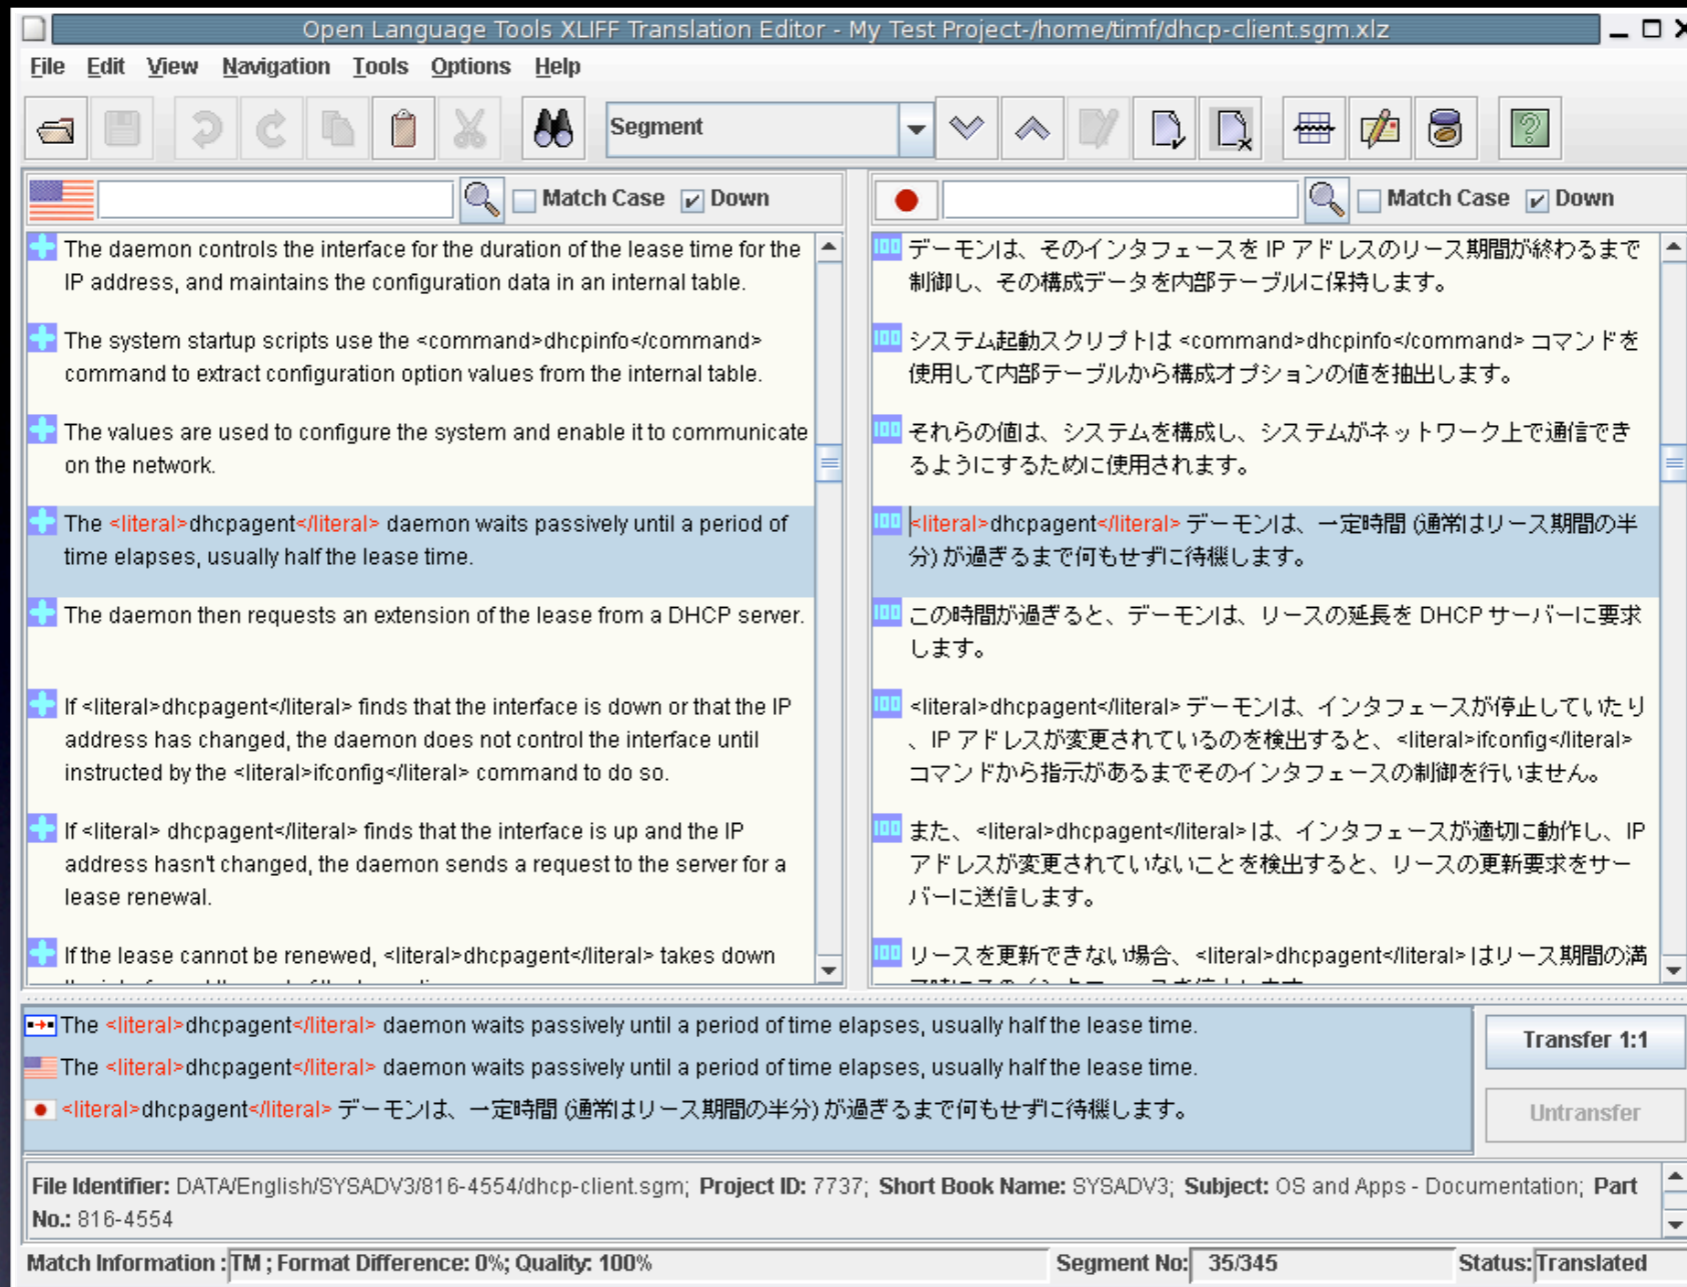 Open Language Tools XLIFF Translation Editor - My Test Project-/home/timf/dhcp-client.sgm.xlz
File Edit View Navigation Tools Options Help
Segment
Match Case Down
Match Case Down
The daemon controls the interface for the duration of the lease time for the
IP address, and maintains the configuration data in an internal table.
The system startup scripts use the <command>dhcpinfo</command>
command to extract configuration option values from the internal table.
The values are used to configure the system and enable it to communicate
on the network.
The <literal>dhcpagent</literal> daemon waits passively until a period of
time elapses, usually half the lease time.
The daemon then requests an extension of the lease from a DHCP server.
If <literal>dhcpagent</literal> finds that the interface is down or that the IP
address has changed, the daemon does not control the interface until
instructed by the <literal>ifconfig</literal> command to do so.
If <literal> dhcpagent</literal> finds that the interface is up and the IP
address hasn't changed, the daemon sends a request to the server for a
lease renewal.
If the lease cannot be renewed, <literal>dhcpagent</literal> takes down
100 デーモンは、そのインタフェースを IP アドレスのリース期間が終わるまで
制御し、その構成データを内部テーブルに保持します。
100 システム起動スクリプトは <command>dhcpinfo</command> コマンドを
使用して内部テーブルから構成オプションの値を抽出します。
100 それらの値は、システムを構成し、システムがネットワーク上で通信でき
るようにするために使用されます。
100 <literal>dhcpagent</literal> デーモンは、一定時間 (通常はリース期間の半
分) が過ぎるまで何もせずに待機します。
100 この時間が過ぎると、デーモンは、リースの延長を DHCP サーバーに要求
します。
100 <literal>dhcpagent</literal> デーモンは、インタフェースが停止していたり
、IP アドレスが変更されているのを検出すると、<literal>ifconfig</literal>
コマンドから指示があるまでそのインタフェースの制御を行いません。
100 また、<literal>dhcpagent</literal> は、インタフェースが適切に動作し、IP
アドレスが変更されていないことを検出すると、リースの更新要求をサー
バーに送信します。
100 リースを更新できない場合、<literal>dhcpagent</literal> はリース期間の満
The <literal>dhcpagent</literal> daemon waits passively until a period of time elapses, usually half the lease time.
The <literal>dhcpagent</literal> daemon waits passively until a period of time elapses, usually half the lease time.
<literal>dhcpagent</literal> デーモンは、一定時間 (通常はリース期間の半分) が過ぎるまで何もせずに待機します。
Transfer 1:1
Untransfer
File Identifier: DATA/English/SYSADV3/816-4554/dhcp-client.sgm; Project ID: 7737; Short Book Name: SYSADV3; Subject: OS and Apps - Documentation; Part
No.: 816-4554
Match Information : TM ; Format Difference: 0%; Quality: 100% Segment No: 35/345 Status: Translated